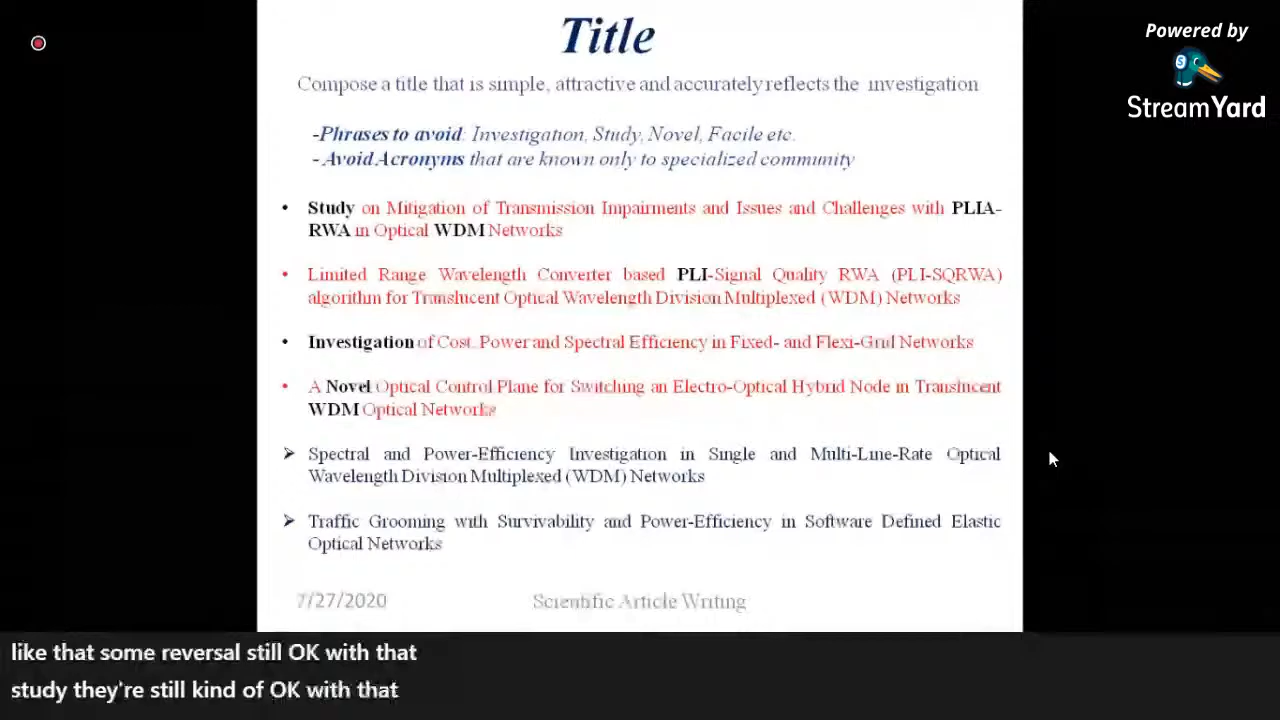 Title
Powered by
StreamYard
Compose a title that is simple, attractive and accurately reflects the investigation
-Phrases to avoid: Investigation, Study, Novel, Facile etc.
- Avoid Acronyms that are known only to specialized community
• Study on Mitigation of Transmission Impairments and Issues and Challenges with PLIA-
RWA in Optical WDM Networks
• Limited Range Wavelength Converter based PLI-Signal Quality RWA (PLI-SQRWA)
algorithm for Translucent Optical Wavelength Division Multiplexed (WDM) Networks
• Investigation of Cost, Power and Spectral Efficiency in Fixed- and Flexi-Grid Networks
• A Novel Optical Control Plane for Switching an Electro-Optical Hybrid Node in Translucent
WDM Optical Networks
➢ Spectral and Power-Efficiency Investigation in Single and Multi-Line-Rate Optical
Wavelength Division Multiplexed (WDM) Networks
➢ Traffic Grooming with Survivability and Power-Efficiency in Software Defined Elastic
Optical Networks
7/27/2020
Scientific Article Writing
like that some reversal still OK with that
study they're still kind of OK with that